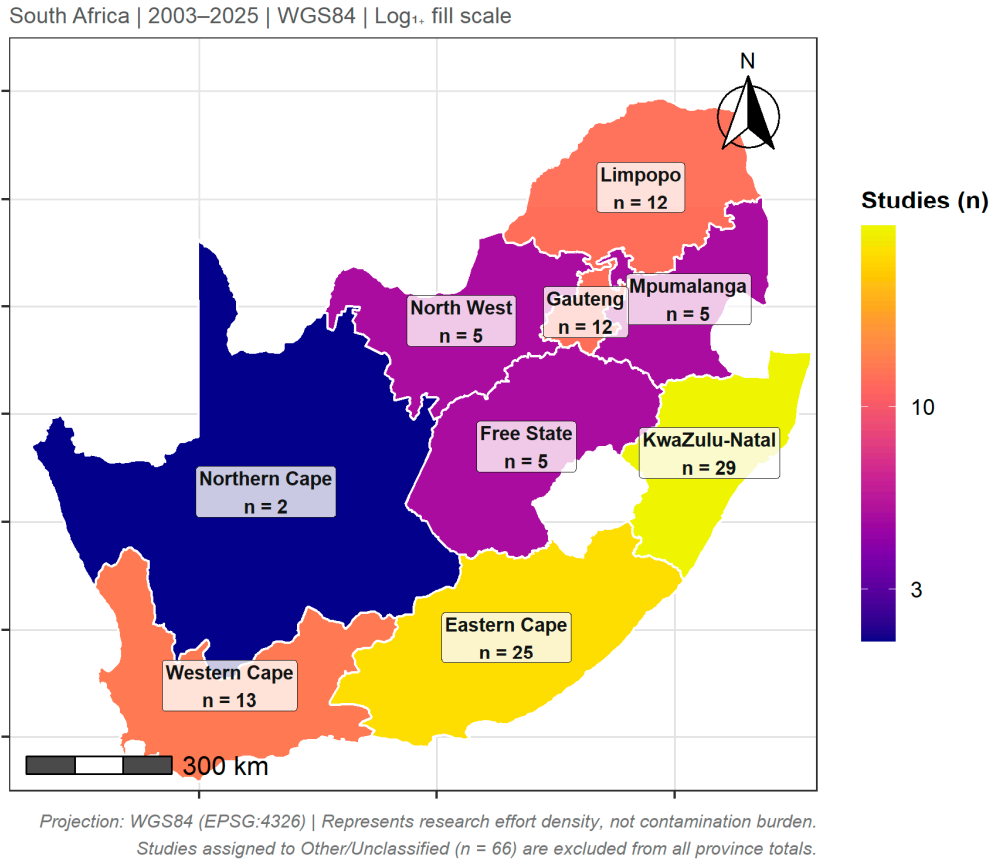 South Africa | 2003–2025 | WGS84 | Log₁₊ fill scale
N
Limpopo
n = 12
Studies (n)
North West
n = 5
Gauteng
n = 12
Mpumalanga
n = 5
10
Free State
n = 5
KwaZulu-Natal
n = 29
Northern Cape
n = 2
3
Eastern Cape
n = 25
Western Cape
n = 13
300 km
Projection: WGS84 (EPSG:4326) | Represents research effort density, not contamination burden.
Studies assigned to Other/Unclassified (n = 66) are excluded from all province totals.